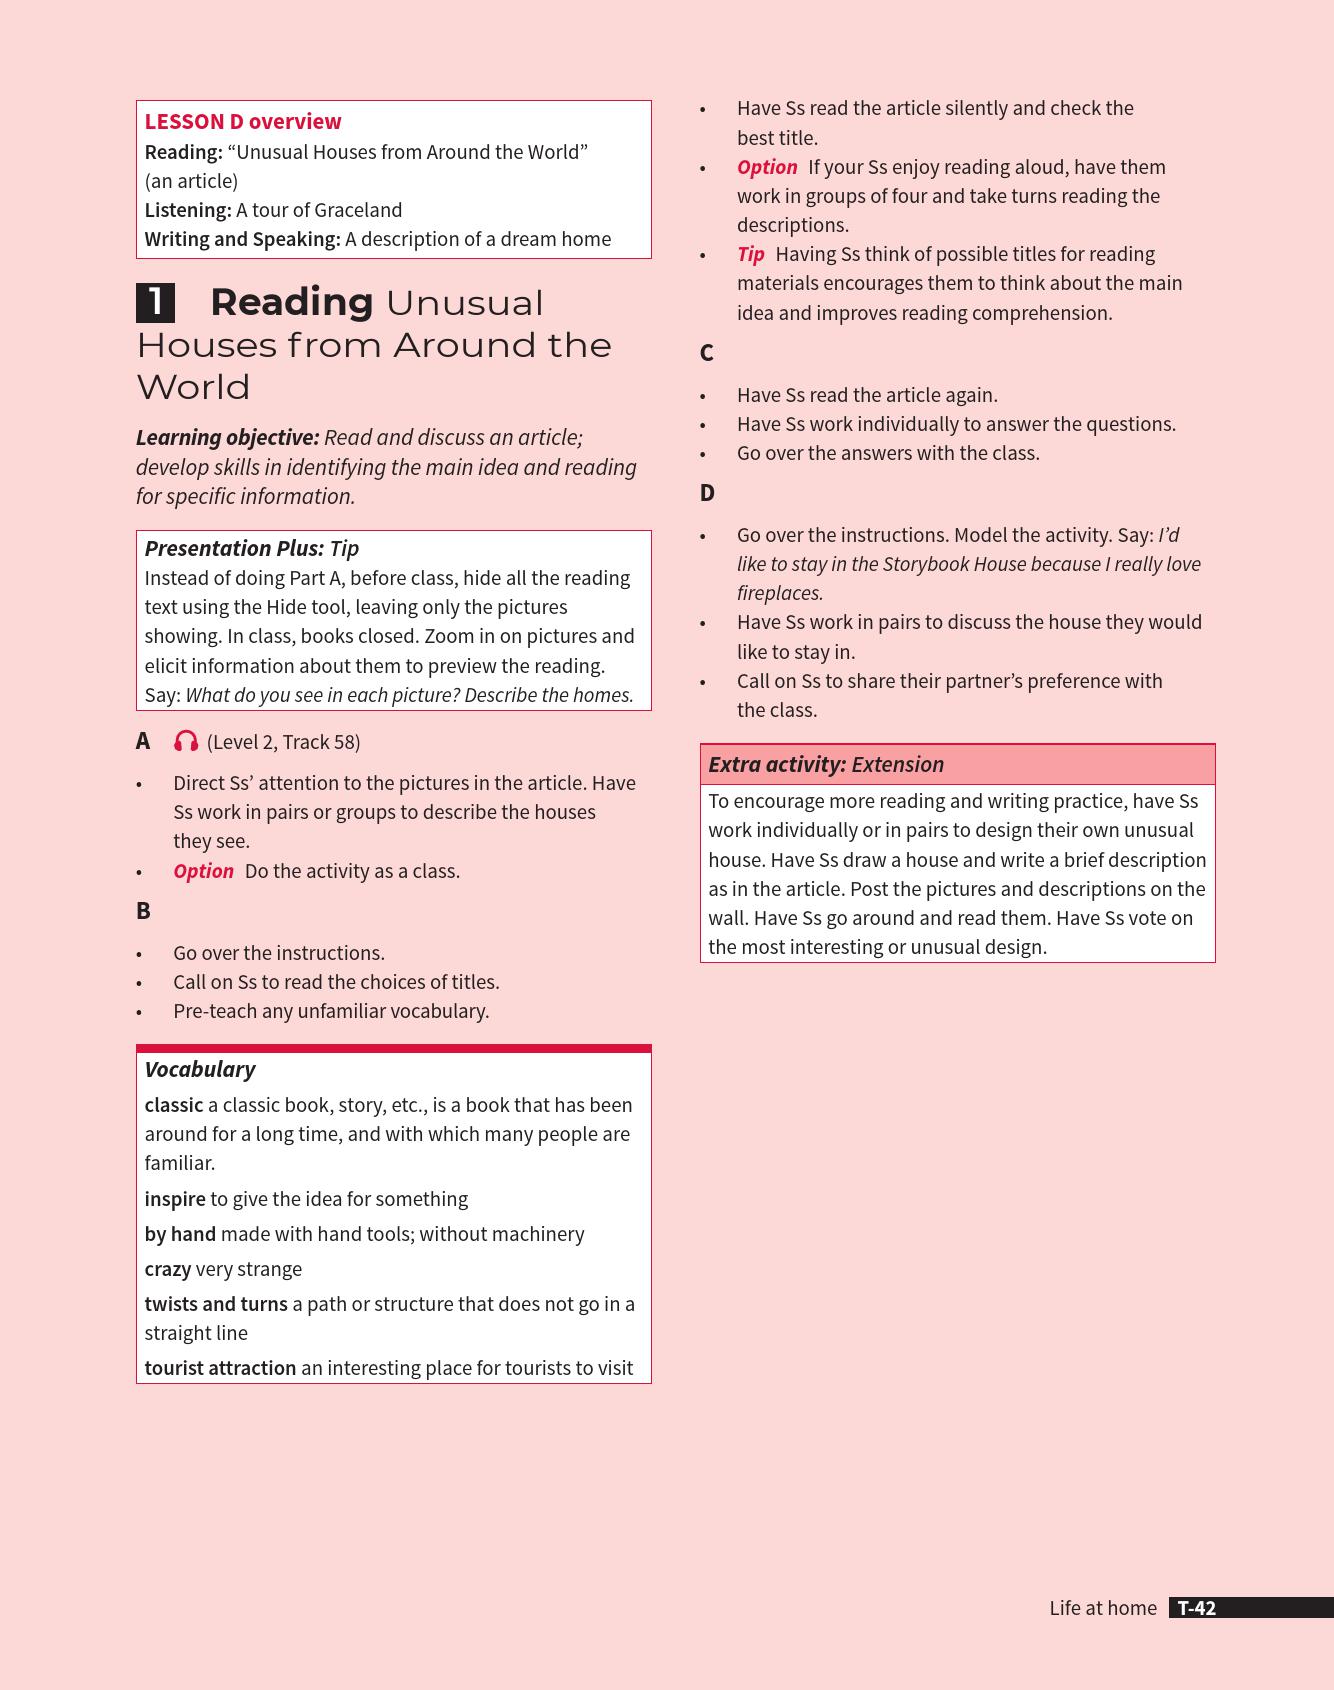 LESSON D overview
Reading: “Unusual Houses from Around the World”
(an article)
Listening: A tour of Graceland
Writing and Speaking: A description of a dream home
1 Reading Unusual
Houses from Around the
World
Learning objective: Read and discuss an article;
develop skills in identifying the main idea and reading
for specific information.
Presentation Plus: Tip
Instead of doing Part A, before class, hide all the reading
text using the Hide tool, leaving only the pictures
showing. In class, books closed. Zoom in on pictures and
elicit information about them to preview the reading.
Say: What do you see in each picture? Describe the homes.
A (Level 2, Track 58)
• Direct Ss’ attention to the pictures in the article. Have
Ss work in pairs or groups to describe the houses
they see.
• Option Do the activity as a class.
B
• Go over the instructions.
• Call on Ss to read the choices of titles.
• Pre-teach any unfamiliar vocabulary.
Vocabulary
classic a classic book, story, etc., is a book that has been
around for a long time, and with which many people are
familiar.
inspire to give the idea for something
by hand made with hand tools; without machinery
crazy very strange
twists and turns a path or structure that does not go in a
straight line
tourist attraction an interesting place for tourists to visit
• Have Ss read the article silently and check the
best title.
• Option If your Ss enjoy reading aloud, have them
work in groups of four and take turns reading the
descriptions.
• Tip Having Ss think of possible titles for reading
materials encourages them to think about the main
idea and improves reading comprehension.
C
• Have Ss read the article again.
• Have Ss work individually to answer the questions.
• Go over the answers with the class.
D
• Go over the instructions. Model the activity. Say: I’d
like to stay in the Storybook House because I really love
fireplaces.
• Have Ss work in pairs to discuss the house they would
like to stay in.
• Call on Ss to share their partner’s preference with
the class.
Extra activity: Extension
To encourage more reading and writing practice, have Ss
work individually or in pairs to design their own unusual
house. Have Ss draw a house and write a brief description
as in the article. Post the pictures and descriptions on the
wall. Have Ss go around and read them. Have Ss vote on
the most interesting or unusual design.
Life at home T-42